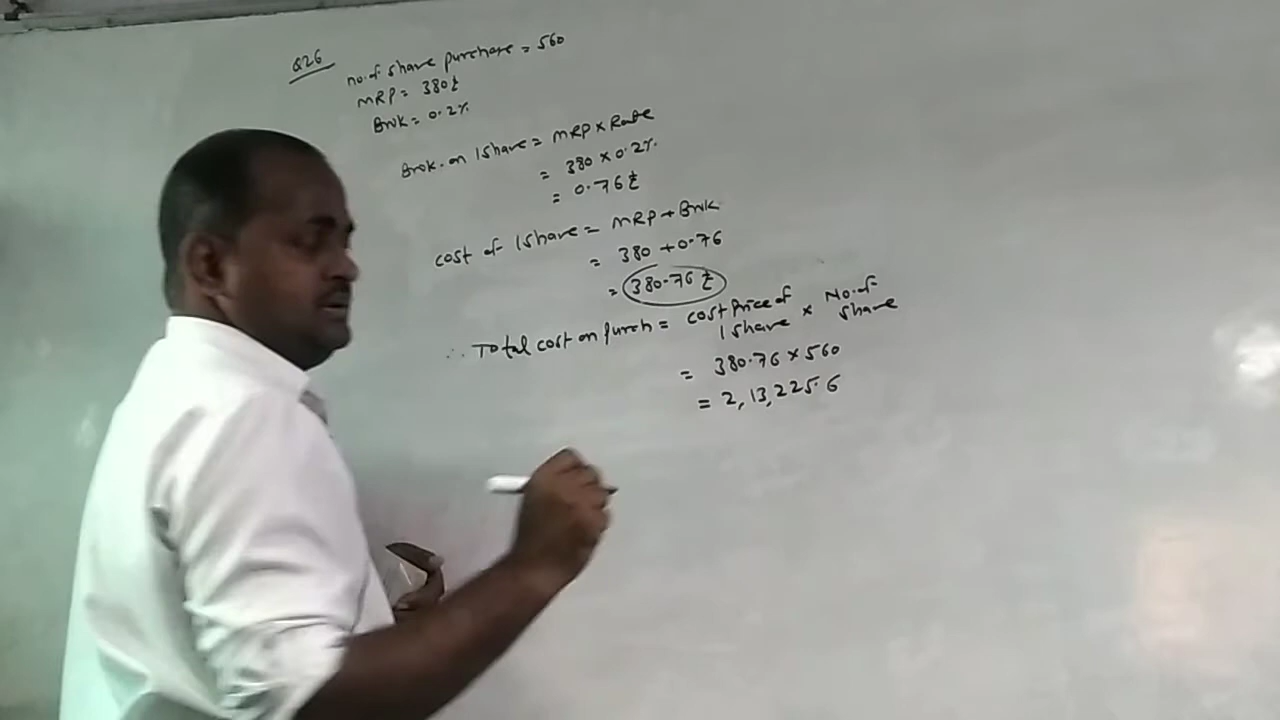 Q26
No. of share purchase = 560
MRP = 380₹
Brok = 0.2%
Brok. on 1 share = MRP × Rate
= 380 × 0.2%
= 0.76₹
cost of 1 share = MRP + Brok
= 380 + 0.76
= 380.76 ₹
∴ Total cost on purch = cost price of 1 share × No. of share
= 380.76 × 560
= 2,13,225.6